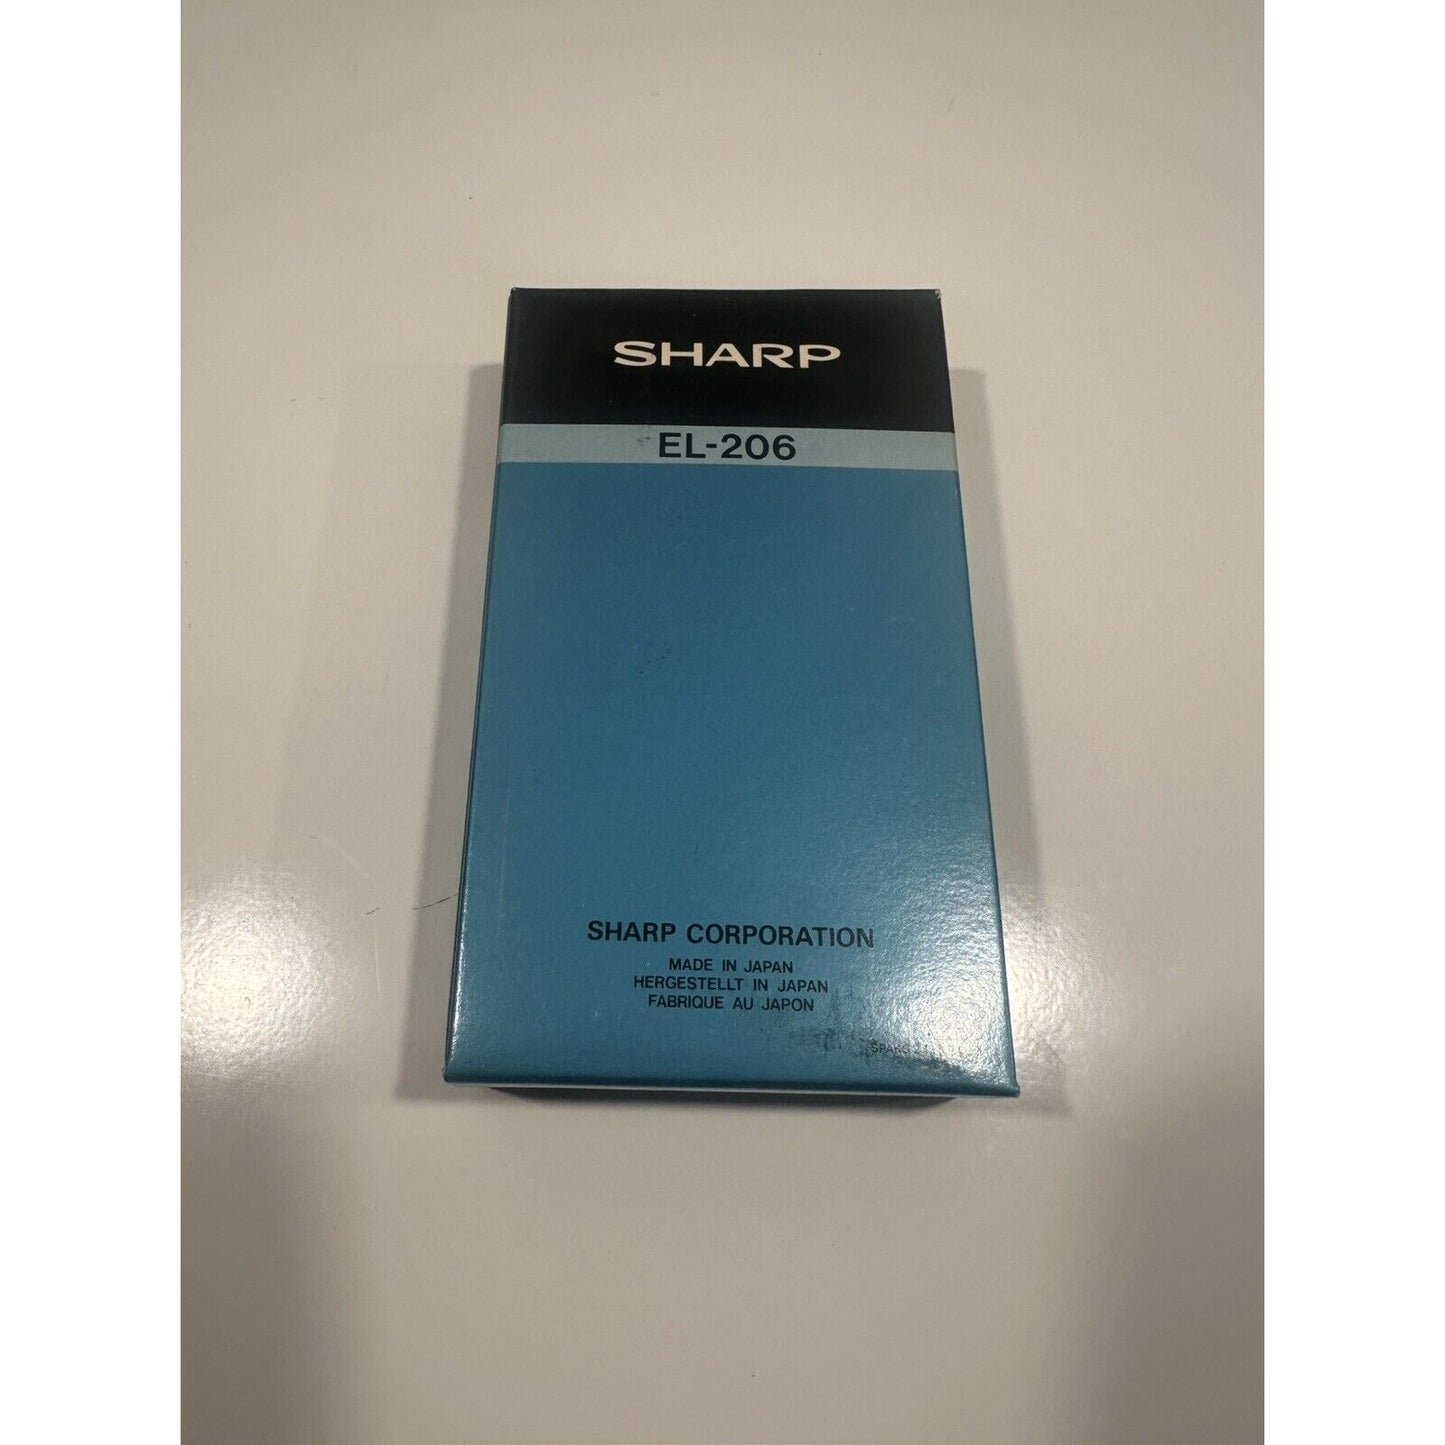 SHARP
EL-206
SHARP CORPORATION
MADE IN JAPAN
HERGESTELLT IN JAPAN
FABRIQUE AU JAPON